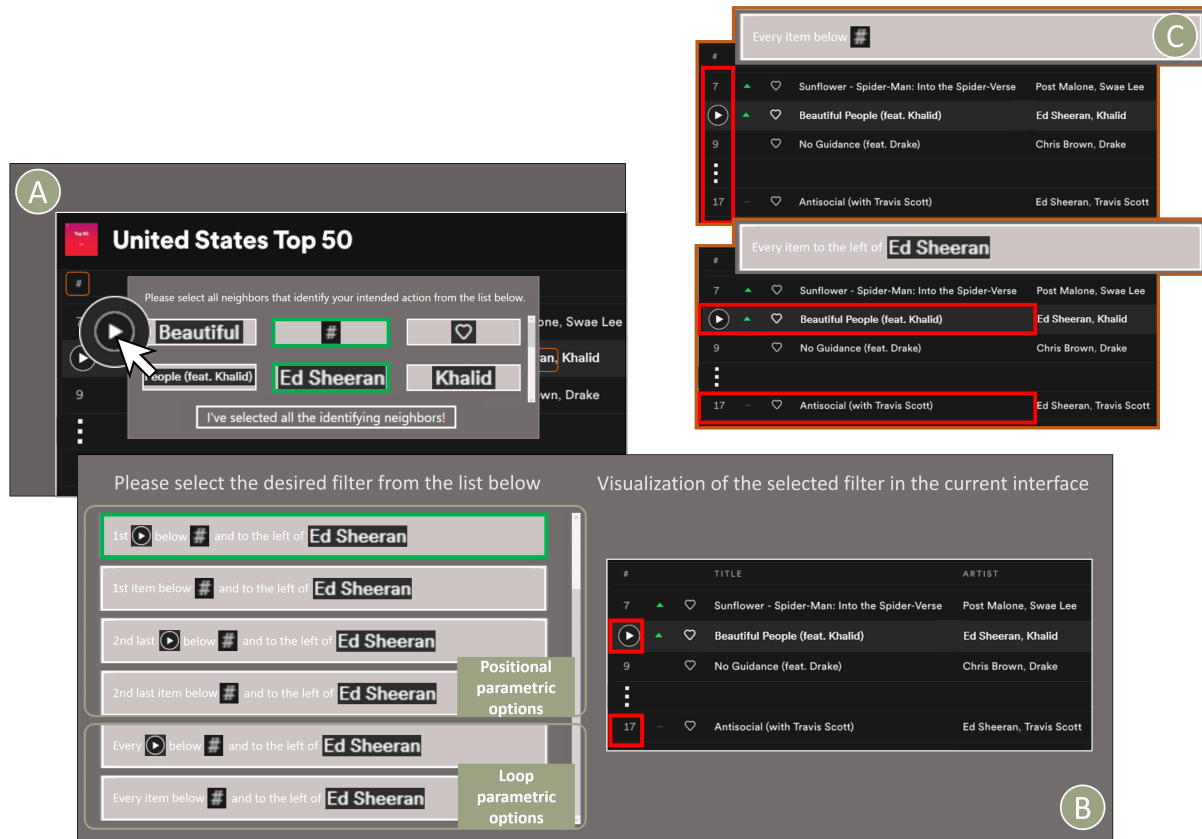 A
Top 50
United States Top 50
#
Please select all neighbors that identify your intended action from the list below.
Beautiful
#
one, Swae Lee
7
People (feat. Khalid)
Ed Sheeran
Khalid
an, Khalid
9
wn, Drake
I've selected all the identifying neighbors!
C
Every item below #
#
7 Sunflower - Spider-Man: Into the Spider-Verse Post Malone, Swae Lee
Beautiful People (feat. Khalid) Ed Sheeran, Khalid
9 No Guidance (feat. Drake) Chris Brown, Drake
17 – Antisocial (with Travis Scott) Ed Sheeran, Travis Scott
Every item to the left of Ed Sheeran
#
7 Sunflower - Spider-Man: Into the Spider-Verse Post Malone, Swae Lee
Beautiful People (feat. Khalid) Ed Sheeran, Khalid
9 No Guidance (feat. Drake) Chris Brown, Drake
17 – Antisocial (with Travis Scott) Ed Sheeran, Travis Scott
Please select the desired filter from the list below
1st below # and to the left of Ed Sheeran
1st item below # and to the left of Ed Sheeran
2nd last below # and to the left of Ed Sheeran
2nd last item below # and to the left of Ed Sheeran
Positional
parametric
options
Every below # and to the left of Ed Sheeran
Every item below # and to the left of Ed Sheeran
Loop
parametric
options
Visualization of the selected filter in the current interface
# TITLE ARTIST
7 Sunflower - Spider-Man: Into the Spider-Verse Post Malone, Swae Lee
Beautiful People (feat. Khalid) Ed Sheeran, Khalid
9 No Guidance (feat. Drake) Chris Brown, Drake
17 – Antisocial (with Travis Scott) Ed Sheeran, Travis Scott
B